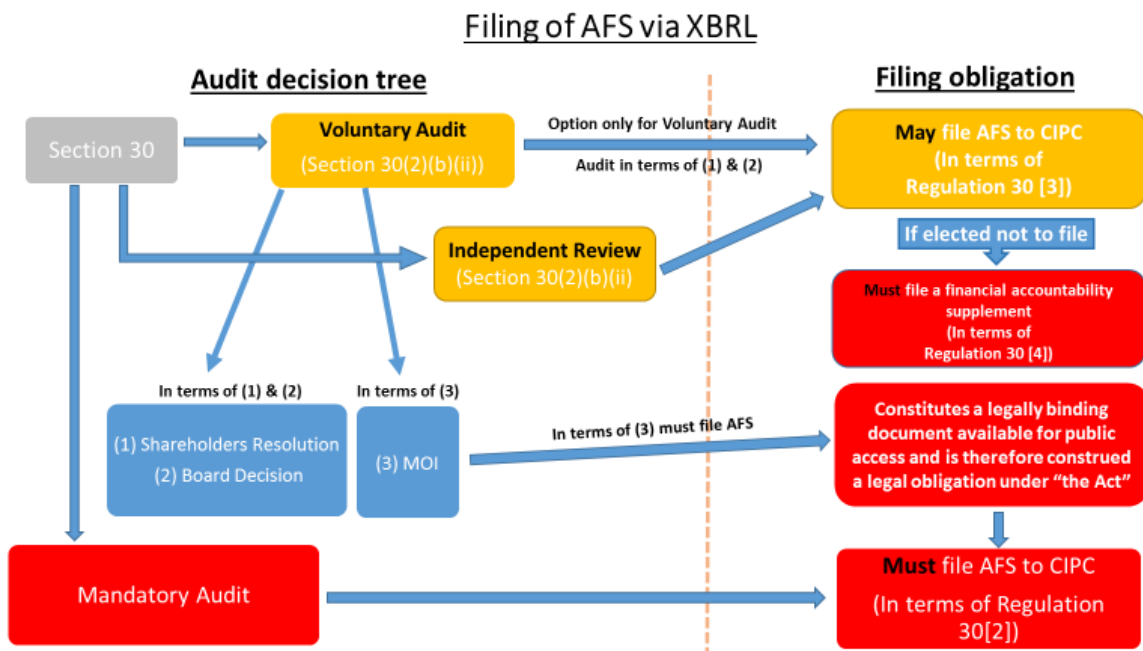 Filing of AFS via XBRL
Audit decision tree
Filing obligation
Section 30
Voluntary Audit
(Section 30(2)(b)(ii))
Option only for Voluntary Audit
Audit in terms of (1) & (2)
May file AFS to CIPC
(In terms of
Regulation 30 [3])
If elected not to file
Independent Review
(Section 30(2)(b)(ii)
Must file a financial accountability
supplement
(In terms of
Regulation 30 [4])
In terms of (1) & (2)
In terms of (3)
(1) Shareholders Resolution
(2) Board Decision
(3) MOI
In terms of (3) must file AFS
Constitutes a legally binding
document available for public
access and is therefore construed
a legal obligation under “the Act”
Mandatory Audit
Must file AFS to CIPC
(In terms of Regulation
30[2])